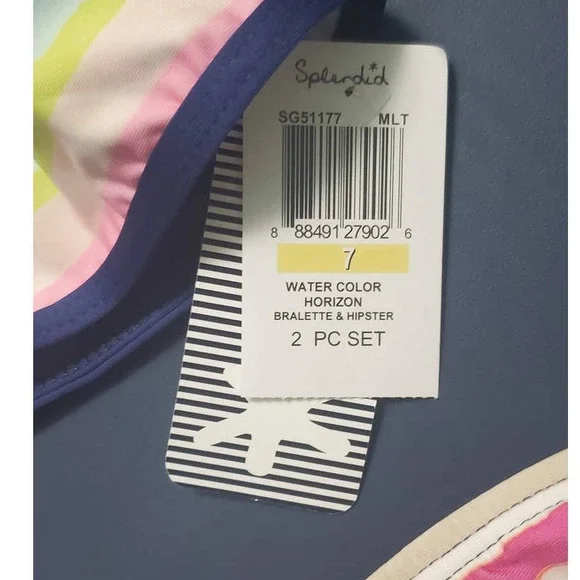 Splendid
SG51177 MLT
8 88491 27902 6
7
WATER COLOR
HORIZON
BRALETTE & HIPSTER
2 PC SET